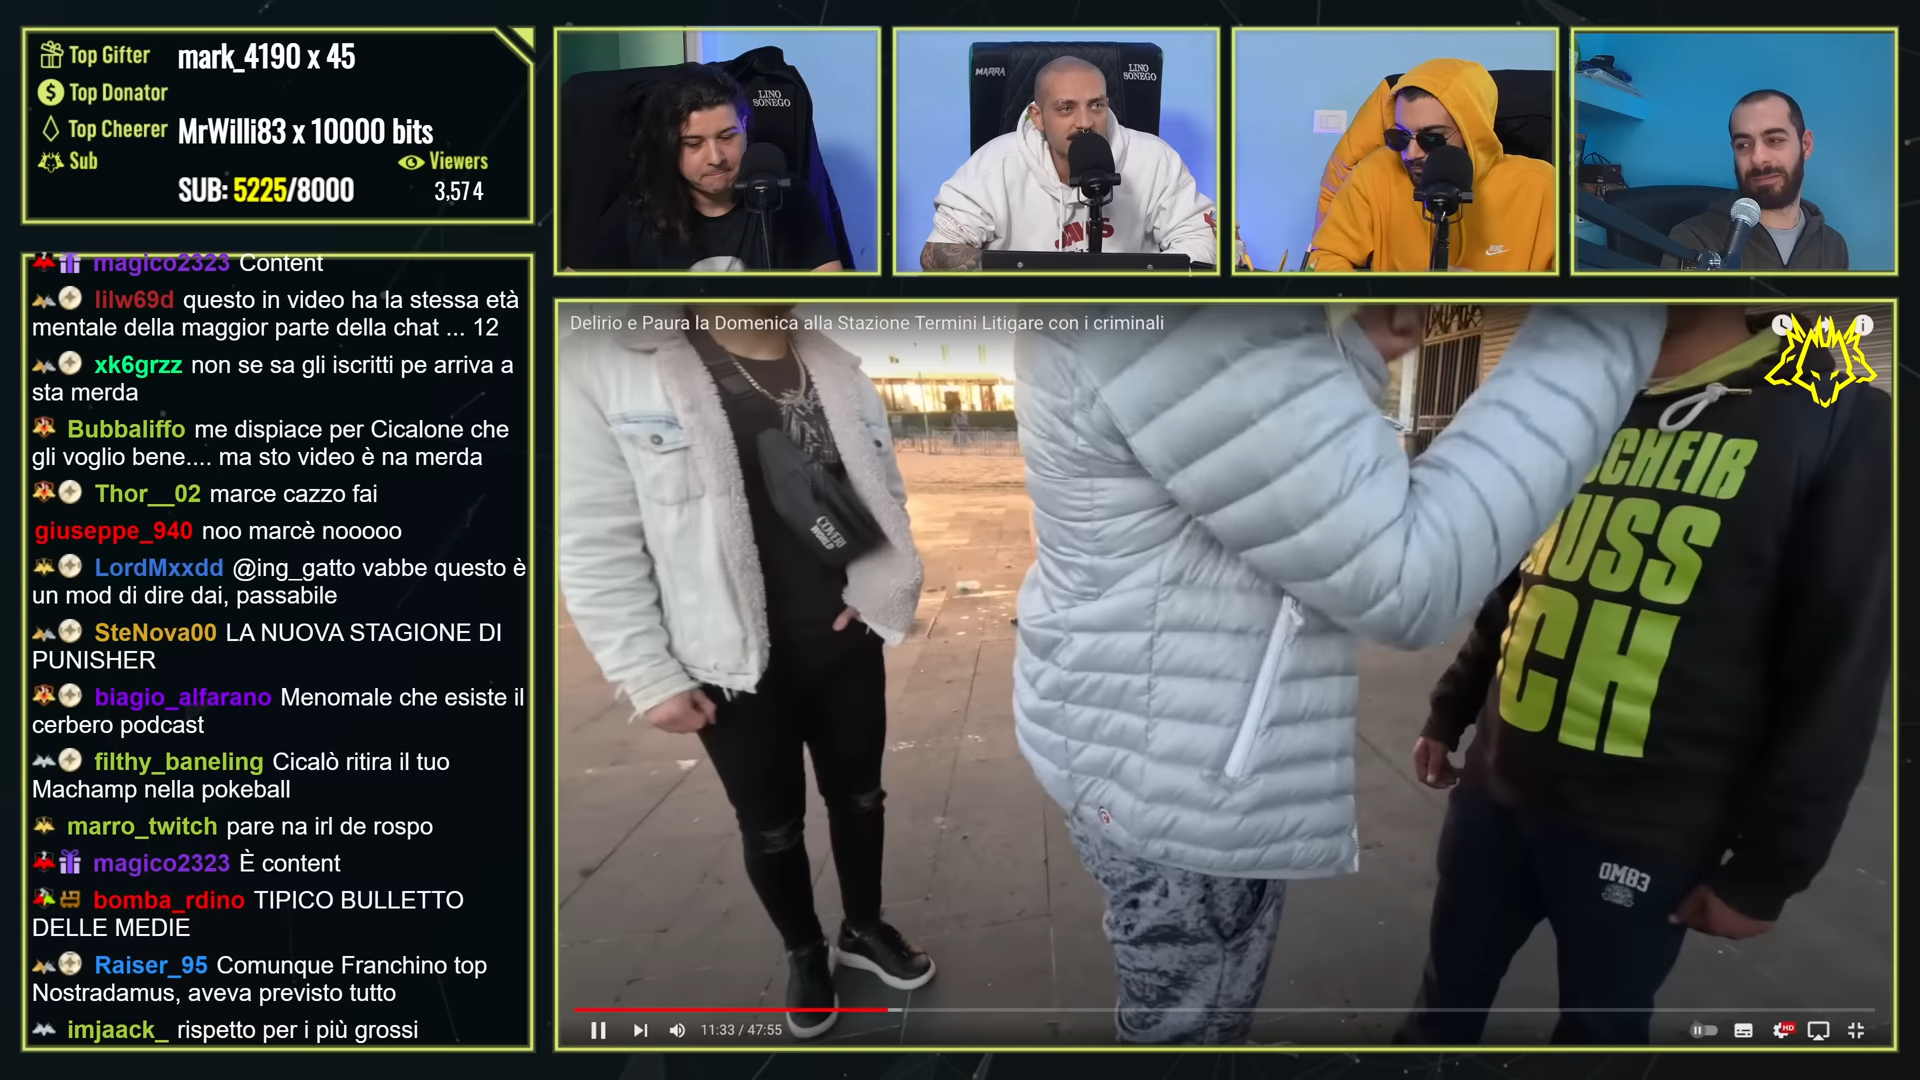 Top Gifter mark_4190 x 45
Top Donator
Top Cheerer MrWilli83 x 10000 bits
Sub Viewers
SUB: 5225/8000 3,574
magico2323 Content
lilw69d questo in video ha la stessa età
mentale della maggior parte della chat ... 12
xk6grzz non se sa gli iscritti pe arriva a
sta merda
Bubbaliffo me dispiace per Cicalone che
gli voglio bene.... ma sto video è na merda
Thor__02 marce cazzo fai
giuseppe_940 noo marcè nooooo
LordMxxdd @ing_gatto vabbe questo è
un mod di dire dai, passabile
SteNova00 LA NUOVA STAGIONE DI
PUNISHER
biagio_alfarano Menomale che esiste il
cerbero podcast
filthy_baneling Cicalò ritira il tuo
Machamp nella pokeball
marro_twitch pare na irl de rospo
magico2323 È content
bomba_rdino TIPICO BULLETTO
DELLE MEDIE
Raiser_95 Comunque Franchino top
Nostradamus, aveva previsto tutto
imjaack_ rispetto per i più grossi
LINO
SONEGO
MARRA
LINO
SONEGO
NIKE
Delirio e Paura la Domenica alla Stazione Termini Litigare con i criminali
COVERI
WORLD
SCHEIR
MUSS
CH
OM83
11:33 / 47:55
HD